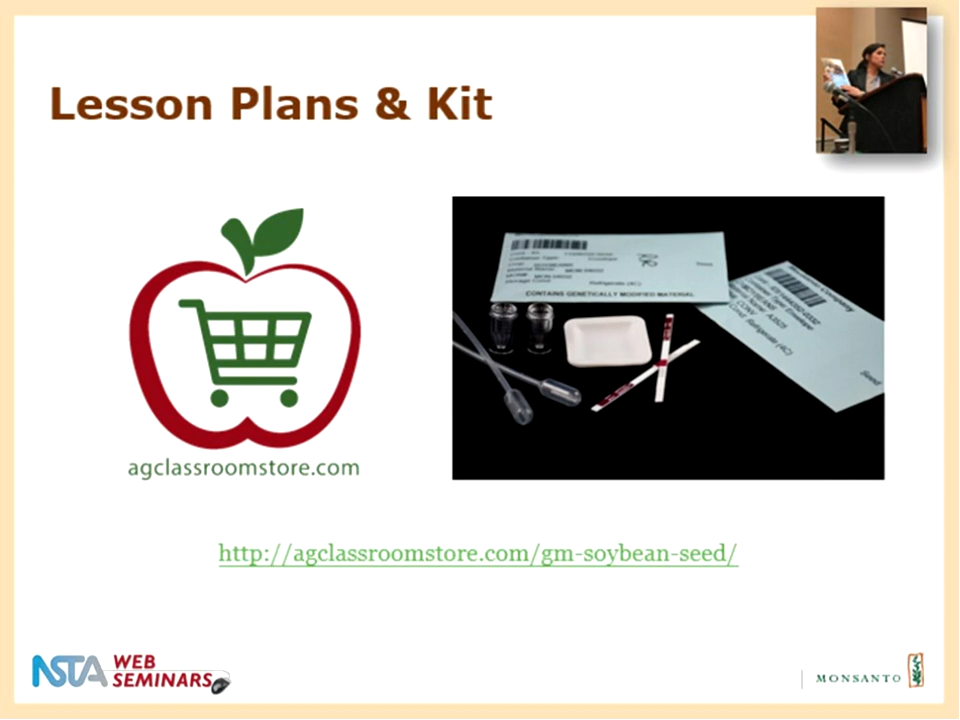 Lesson Plans & Kit
CONTAINS GENETICALLY MODIFIED MATERIAL
Seed
agclassroomstore.com
http://agclassroomstore.com/gm-soybean-seed/
NSTA WEB
SEMINARS
MONSANTO